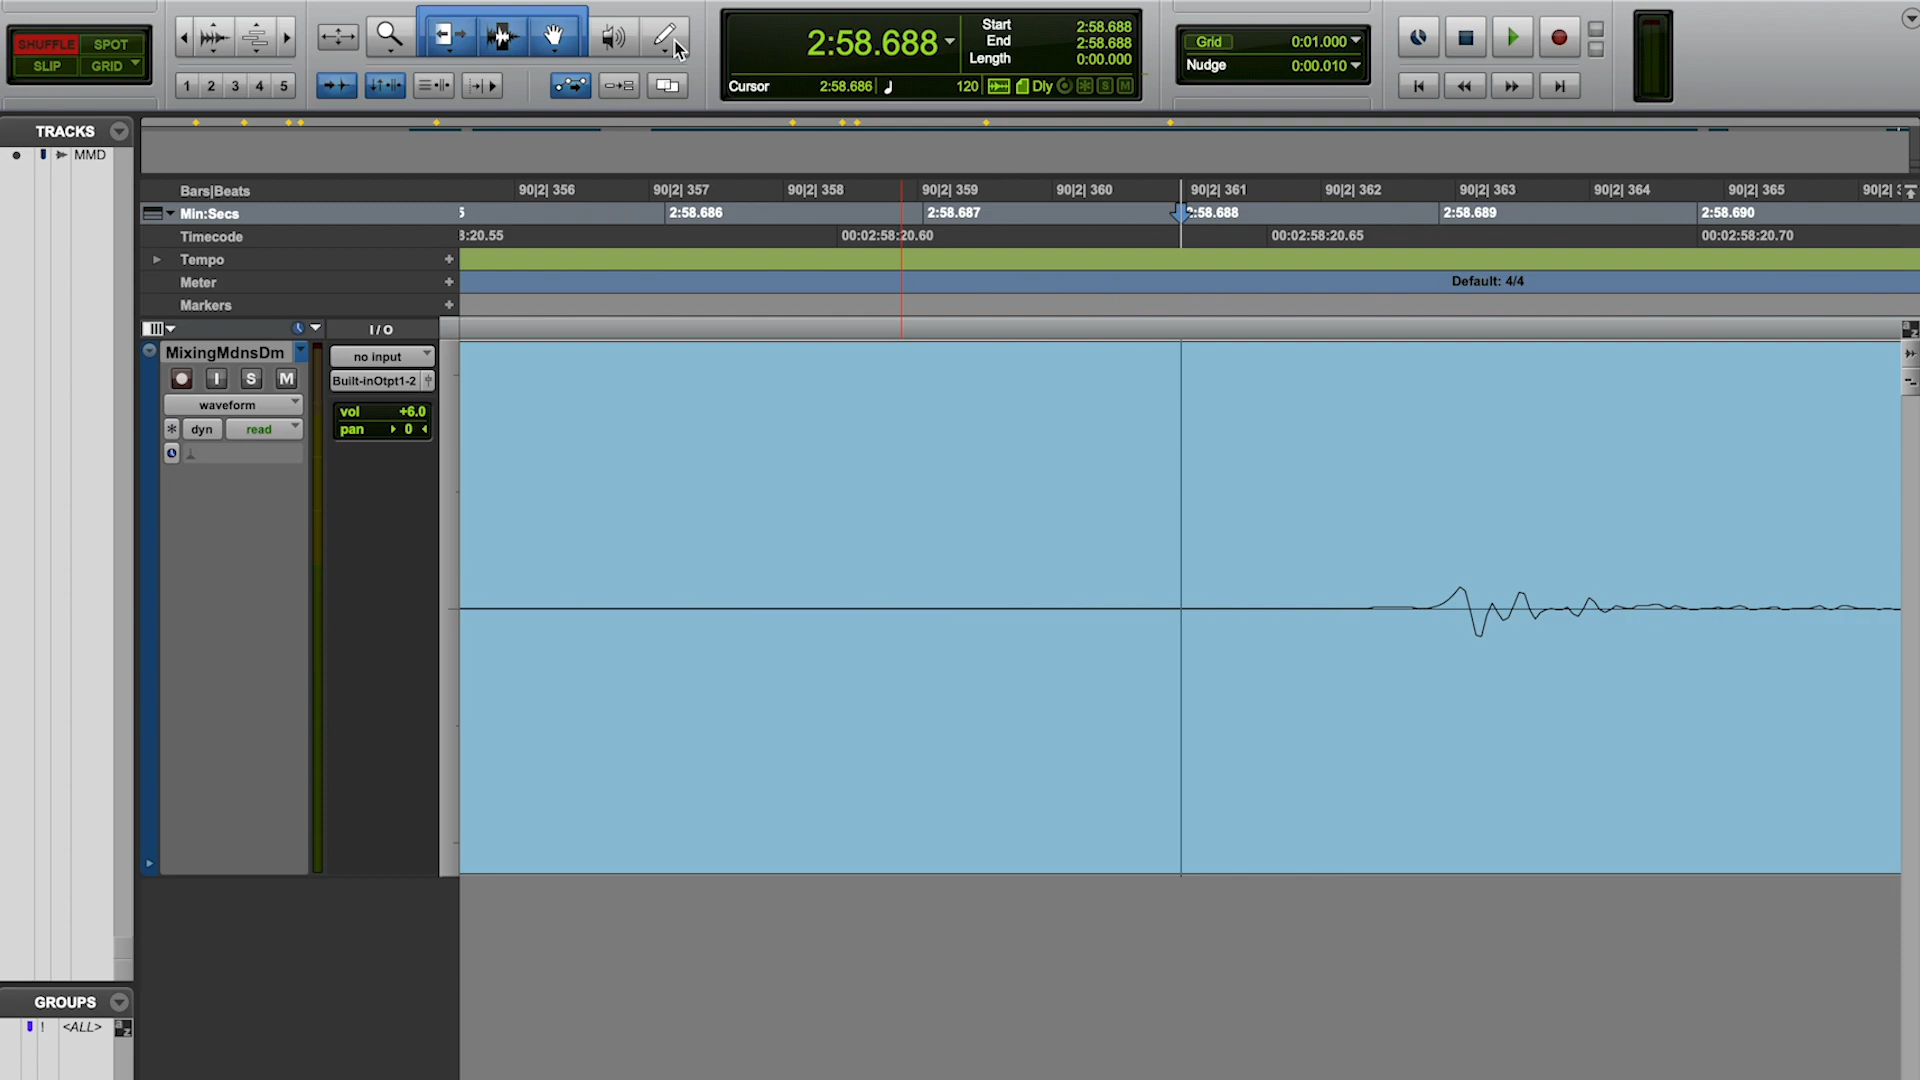 SHUFFLE SPOT
SLIP GRID
1 2 3 4 5
2:58.688
Start 2:58.688
End 2:58.688
Length 0:00.000
Cursor 2:58.686 120 Dly S M
Grid 0:01.000
Nudge 0:00.010
TRACKS
MMD
Bars|Beats 90|2| 356 90|2| 357 90|2| 358 90|2| 359 90|2| 360 90|2| 361 90|2| 362 90|2| 363 90|2| 364 90|2| 365 90|2|
Min:Secs 5 2:58.686 2:58.687 2:58.688 2:58.689 2:58.690
Timecode 3:20.55 00:02:58:20.60 00:02:58:20.65 00:02:58:20.70
Tempo +
Meter + Default: 4/4
Markers +
I / O
a z
MixingMdnsDm no input
I S M Built-inOtpt1-2
waveform vol +6.0
dyn read pan 0
GROUPS
! <ALL> a z